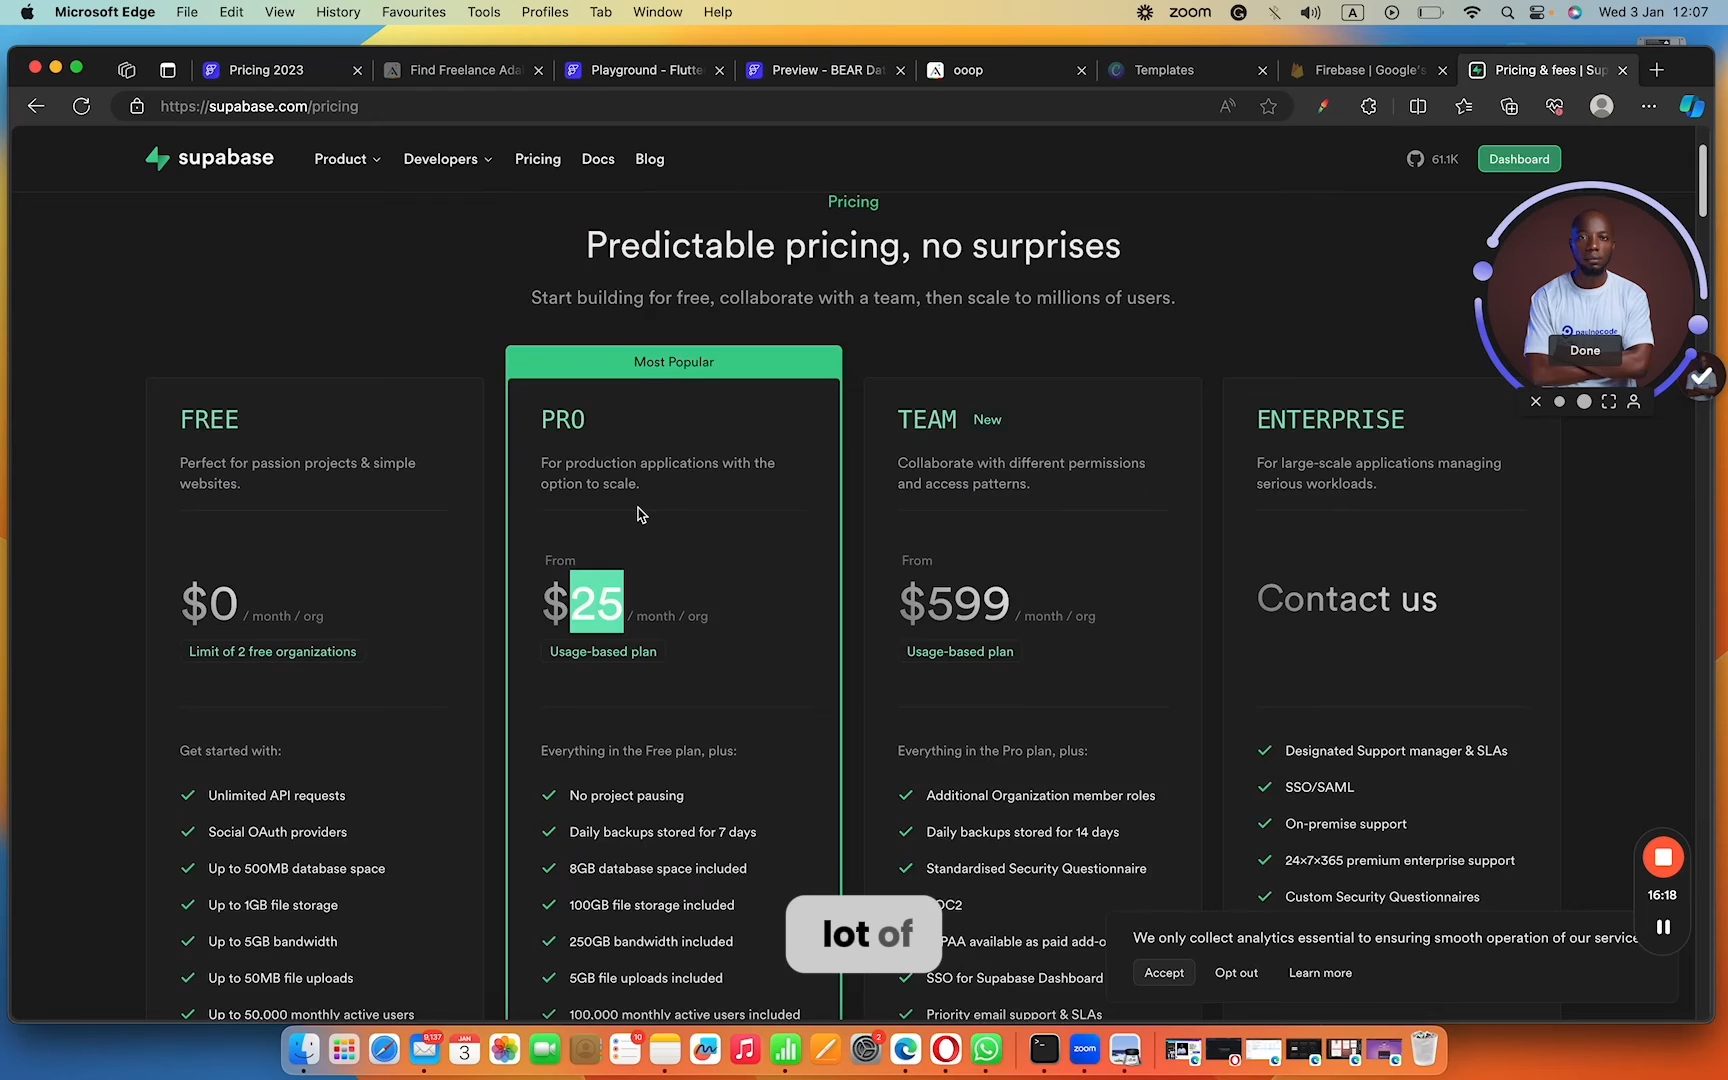 Microsoft Edge File Edit View History Favourites Tools Profiles Tab Window Help zoom A Wed 3 Jan 12:07
Pricing 2023 Find Freelance Ada Playground - Flutte Preview - BEAR Dat ooop Templates Firebase | Google's Pricing & fees | Sup
https://supabase.com/pricing
supabase Product Developers Pricing Docs Blog 61.1K Dashboard
Pricing
Predictable pricing, no surprises
Start building for free, collaborate with a team, then scale to millions of users.
paulnocode
Done
Most Popular
FREE
Perfect for passion projects & simple
websites.
$0 / month / org
Limit of 2 free organizations
Get started with:
Unlimited API requests
Social OAuth providers
Up to 500MB database space
Up to 1GB file storage
Up to 5GB bandwidth
Up to 50MB file uploads
Up to 50,000 monthly active users
PRO
For production applications with the
option to scale.
From
$25 / month / org
Usage-based plan
Everything in the Free plan, plus:
No project pausing
Daily backups stored for 7 days
8GB database space included
100GB file storage included
250GB bandwidth included
5GB file uploads included
100,000 monthly active users included
TEAM New
Collaborate with different permissions
and access patterns.
From
$599 / month / org
Usage-based plan
Everything in the Pro plan, plus:
Additional Organization member roles
Daily backups stored for 14 days
Standardised Security Questionnaire
OC2
PAA available as paid add-o
SSO for Supabase Dashboard
Priority email support & SLAs
ENTERPRISE
For large-scale applications managing
serious workloads.
Contact us
Designated Support manager & SLAs
SSO/SAML
On-premise support
24×7×365 premium enterprise support
Custom Security Questionnaires
lot of
We only collect analytics essential to ensuring smooth operation of our service
Accept Opt out Learn more
16:18
9,137 JAN 3 10 2 zoom